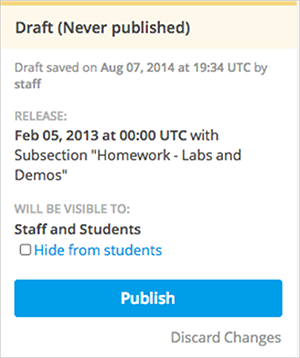 Draft (Never published)
Draft saved on Aug 07, 2014 at 19:34 UTC by
staff
RELEASE:
Feb 05, 2013 at 00:00 UTC with
Subsection "Homework - Labs and
Demos"
WILL BE VISIBLE TO:
Staff and Students
Hide from students
Publish
Discard Changes